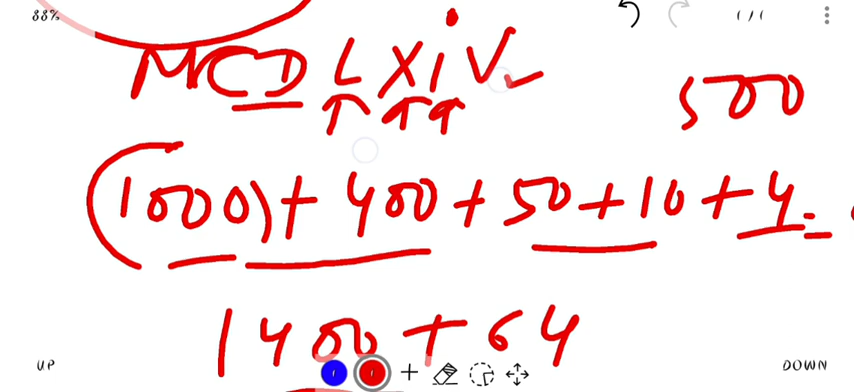 88%
MCDLXiV
500
(1000)+400+50+10+4.
1400+64
UP
DOWN